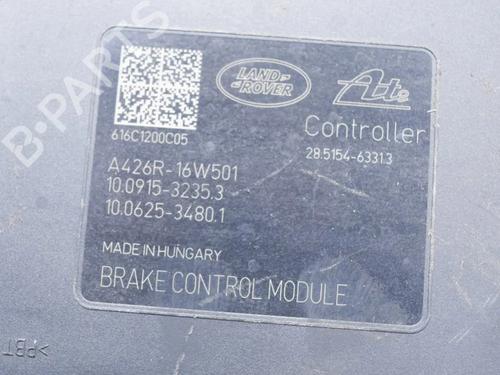 LAND
ROVER
Ate
Controller
28.5154-6331.3
616C1200C05
A426R-16W501
10.0915-3235.3
10.0625-3480.1
MADE IN HUNGARY
BRAKE CONTROL MODULE
>PBT
B-PARTS